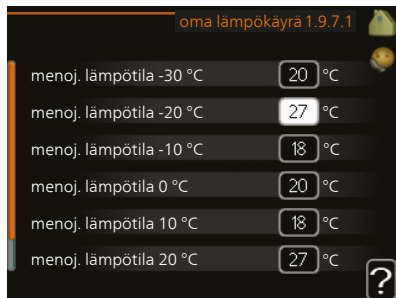 oma lämpökäyrä 1.9.7.1
menoj. lämpötila -30 °C 20 °C
menoj. lämpötila -20 °C 27 °C
menoj. lämpötila -10 °C 18 °C
menoj. lämpötila 0 °C 20 °C
menoj. lämpötila 10 °C 18 °C
menoj. lämpötila 20 °C 27 °C
?